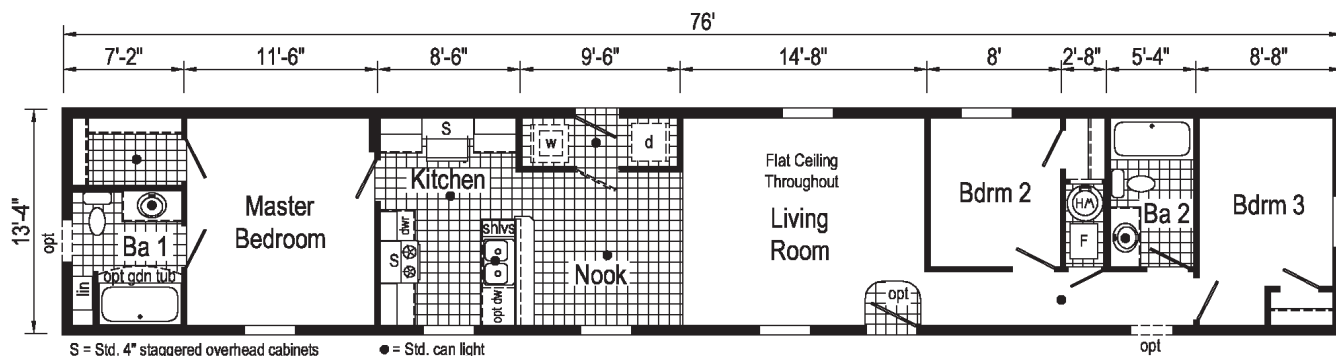 76'
7'-2" 11'-6" 8'-6" 9'-6" 14'-8" 8' 2'-8" 5'-4" 8'-8"
13'-4"
opt
Ba 1
opt gdn tub
lin
Master
Bedroom
S
Kitchen
dwr
S
shlvs
opt dw
w
d
Nook
Flat Ceiling
Throughout
Living
Room
opt
Bdrm 2
HW
F
Ba 2
Bdrm 3
opt
S = Std. 4" staggered overhead cabinets
● = Std. can light